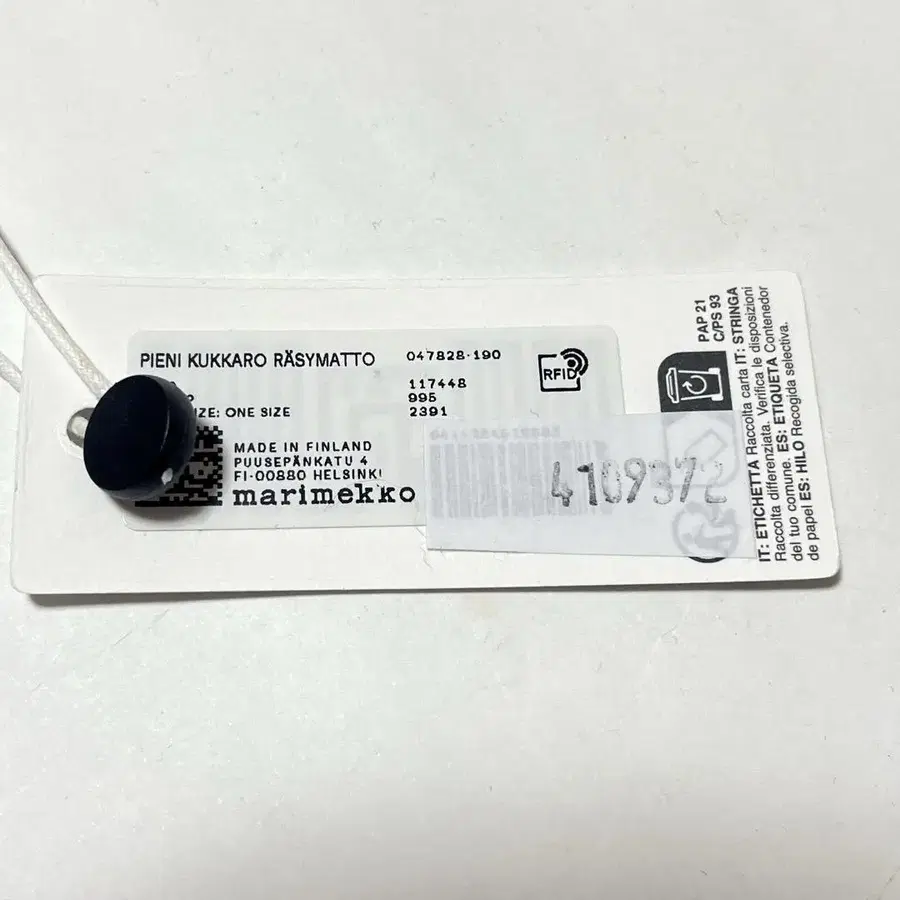 PIENI KUKKARO RÄSYMATTO 047828-190
117448
995
IZE: ONE SIZE 2391
RFID
MADE IN FINLAND
PUUSEPÄNKATU 4
FI-00880 HELSINKI
marimekko
4109372
PAP 21
C/PS 93
IT: ETICHETTA Raccolta carta IT: STRINGA
Raccolta differenziata. Verifica le disposizioni
del tuo comune. ES: ETIQUETA Contenedor
de papel ES: HILO Recogida selectiva.